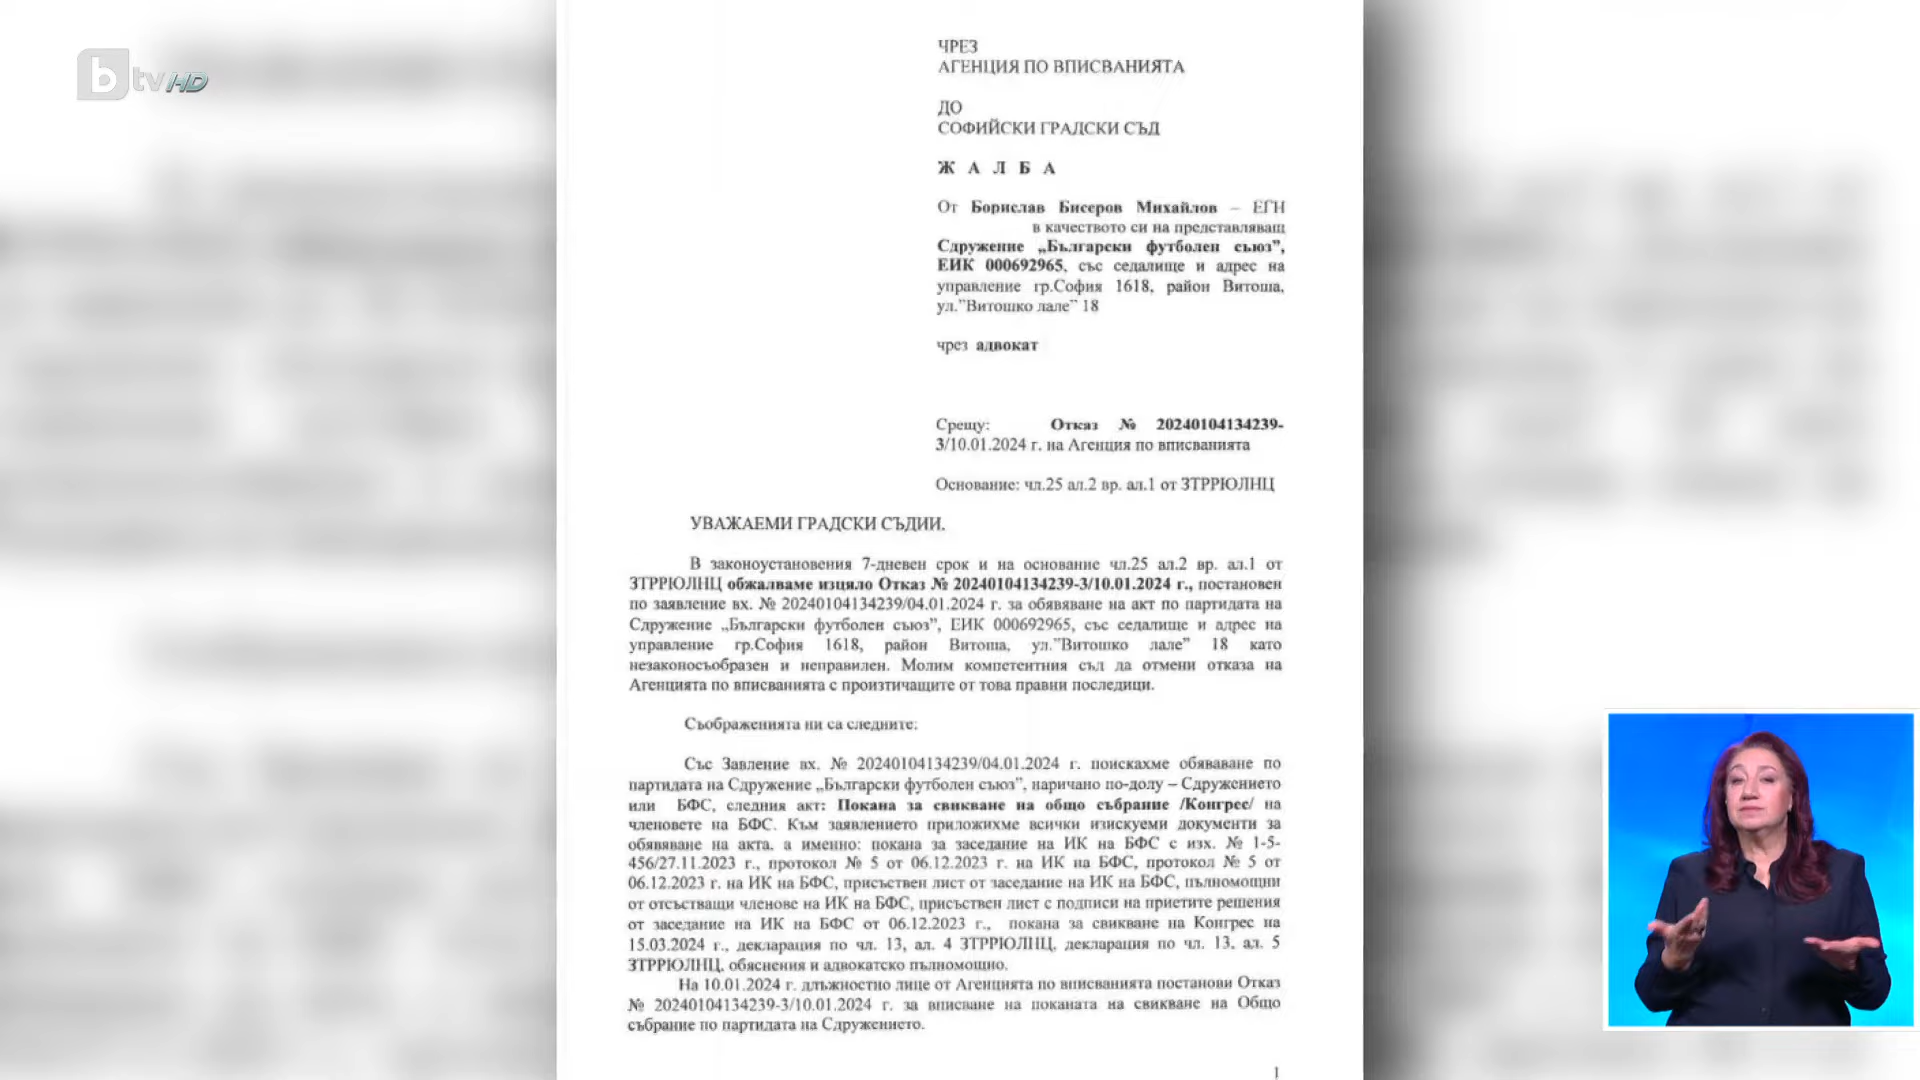 btv HD
ЧРЕЗ
АГЕНЦИЯ ПО ВПИСВАНИЯТА
ДО
СОФИЙСКИ ГРАДСКИ СЪД
Ж А Л Б А
От Борислав Бисеров Михайлов – ЕГН
в качеството си на представляващ
Сдружение „Български футболен съюз”,
ЕИК 000692965, със седалище и адрес на
управление гр.София 1618, район Витоша,
ул.”Витошко лале” 18
чрез адвокат
Срещу: Отказ № 20240104134239-
3/10.01.2024 г. на Агенция по вписванията
Основание: чл.25 ал.2 вр. ал.1 от ЗТРРЮЛНЦ
УВАЖАЕМИ ГРАДСКИ СЪДИИ,
В законоустановения 7-дневен срок и на основание чл.25 ал.2 вр. ал.1 от
ЗТРРЮЛНЦ обжалваме изцяло Отказ № 20240104134239-3/10.01.2024 г., постановен
по заявление вх. № 20240104134239/04.01.2024 г. за обявяване на акт по партидата на
Сдружение „Български футболен съюз”, ЕИК 000692965, със седалище и адрес на
управление гр.София 1618, район Витоша, ул.”Витошко лале” 18 като
незаконосъобразен и неправилен. Молим компетентния съд да отмени отказа на
Агенцията по вписванията с произтичащите от това правни последици.
Съображенията ни са следните:
Със Завление вх. № 20240104134239/04.01.2024 г. поискахме обяваване по
партидата на Сдружение „Български футболен съюз”, наричано по-долу – Сдружението
или БФС, следния акт: Покана за свикване на общо събрание /Конгрес/ на
членовете на БФС. Към заявлението приложихме всички изискуеми документи за
обявяване на акта, а именно: покана за заседание на ИК на БФС с изх. № 1-5-
456/27.11.2023 г., протокол № 5 от 06.12.2023 г. на ИК на БФС, протокол № 5 от
06.12.2023 г. на ИК на БФС, присъствен лист от заседание на ИК на БФС, пълномощни
от отсъстващи членове на ИК на БФС, присъствен лист с подписи на приетите решения
от заседание на ИК на БФС от 06.12.2023 г., покана за свикване на Конгрес на
15.03.2024 г., декларация по чл. 13, ал. 4 ЗТРРЮЛНЦ, декларация по чл. 13, ал. 5
ЗТРРЮЛНЦ, обяснения и адвокатско пълномощно.
На 10.01.2024 г. длъжностно лице от Агенцията по вписванията постанови Отказ
№ 20240104134239-3/10.01.2024 г. за вписване на поканата на свикване на Общо
събрание по партидата на Сдружението.
1